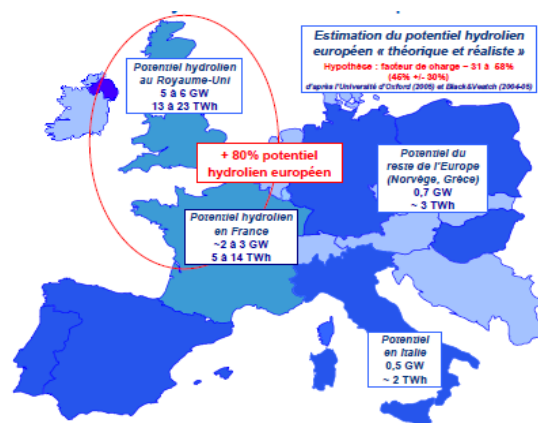 Estimation du potentiel hydrolien
européen « théorique et réaliste »
Hypothèse : facteur de charge ~ 31 à 58%
(45% +/- 30%)
d'après l'Université d'Oxford (2005) et Black&Veatch (2004-05)
Potentiel hydrolien
au Royaume-Uni
5 à 6 GW
13 à 23 TWh
+ 80% potentiel
hydrolien européen
Potentiel du
reste de l'Europe
(Norvège, Grèce)
0,7 GW
~ 3 TWh
Potentiel hydrolien
en France
~2 à 3 GW
5 à 14 TWh
Potentiel
en Italie
0,5 GW
~ 2 TWh